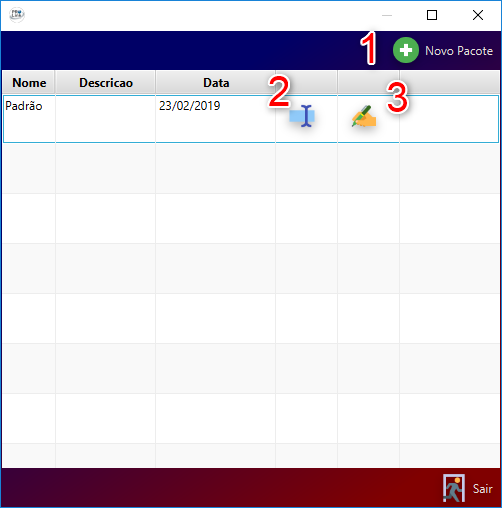 1
Novo Pacote
Nome Descricao Data
2
3
Padrão 23/02/2019
Sair